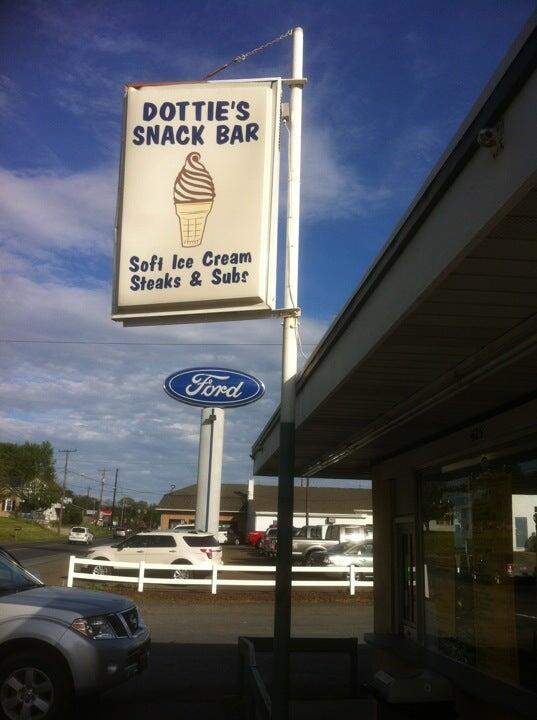 DOTTIE'S
SNACK BAR
Soft Ice Cream
Steaks & Subs
Ford